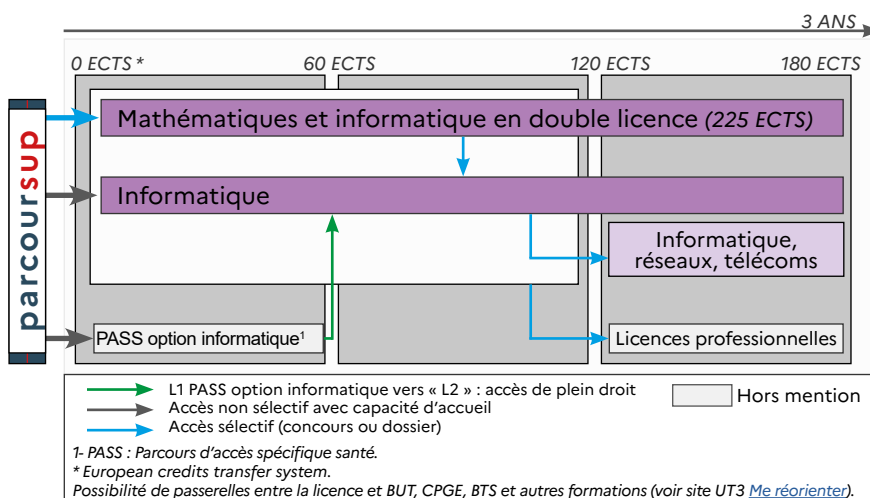 3 ANS
0 ECTS * 60 ECTS 120 ECTS 180 ECTS
parcoursup
Mathématiques et informatique en double licence (225 ECTS)
Informatique
Informatique,
réseaux, télécoms
PASS option informatique¹
Licences professionnelles
L1 PASS option informatique vers « L2 » : accès de plein droit
Accès non sélectif avec capacité d'accueil
Accès sélectif (concours ou dossier)
Hors mention
1- PASS : Parcours d'accès spécifique santé.
* European credits transfer system.
Possibilité de passerelles entre la licence et BUT, CPGE, BTS et autres formations (voir site UT3 Me réorienter).